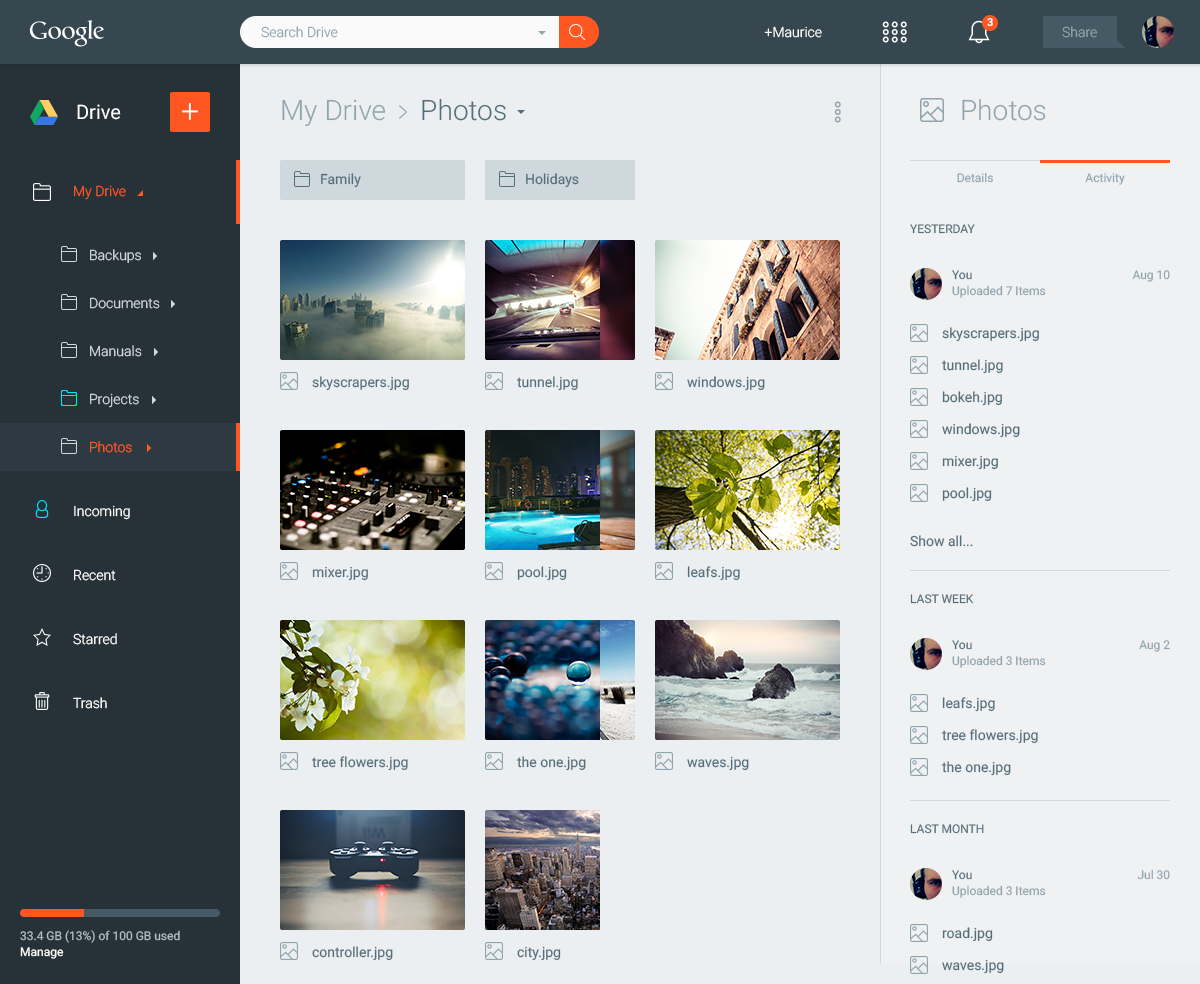 Google
Search Drive
+Maurice
3
Share
Drive
My Drive
Backups
Documents
Manuals
Projects
Photos
Incoming
Recent
Starred
Trash
33.4 GB (13%) of 100 GB used
Manage
My Drive > Photos
Family
Holidays
skyscrapers.jpg
tunnel.jpg
windows.jpg
mixer.jpg
pool.jpg
leafs.jpg
tree flowers.jpg
the one.jpg
waves.jpg
Wii
controller.jpg
city.jpg
Photos
Details
Activity
YESTERDAY
You
Aug 10
Uploaded 7 Items
skyscrapers.jpg
tunnel.jpg
bokeh.jpg
windows.jpg
mixer.jpg
pool.jpg
Show all...
LAST WEEK
You
Aug 2
Uploaded 3 Items
leafs.jpg
tree flowers.jpg
the one.jpg
LAST MONTH
You
Jul 30
Uploaded 3 Items
road.jpg
waves.jpg